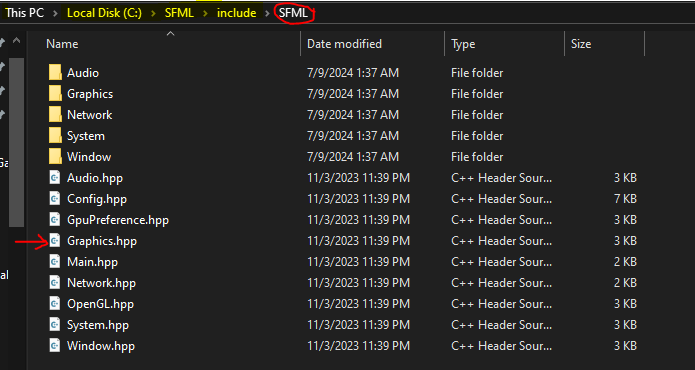 This PC > Local Disk (C:) > SFML > include > SFML
Name Date modified Type Size
Audio 7/9/2024 1:37 AM File folder
Graphics 7/9/2024 1:37 AM File folder
Network 7/9/2024 1:37 AM File folder
System 7/9/2024 1:37 AM File folder
Window 7/9/2024 1:37 AM File folder
Audio.hpp 11/3/2023 11:39 PM C++ Header Sour... 3 KB
Config.hpp 11/3/2023 11:39 PM C++ Header Sour... 7 KB
GpuPreference.hpp 11/3/2023 11:39 PM C++ Header Sour... 3 KB
Graphics.hpp 11/3/2023 11:39 PM C++ Header Sour... 3 KB
Main.hpp 11/3/2023 11:39 PM C++ Header Sour... 2 KB
Network.hpp 11/3/2023 11:39 PM C++ Header Sour... 2 KB
OpenGL.hpp 11/3/2023 11:39 PM C++ Header Sour... 3 KB
System.hpp 11/3/2023 11:39 PM C++ Header Sour... 3 KB
Window.hpp 11/3/2023 11:39 PM C++ Header Sour... 3 KB